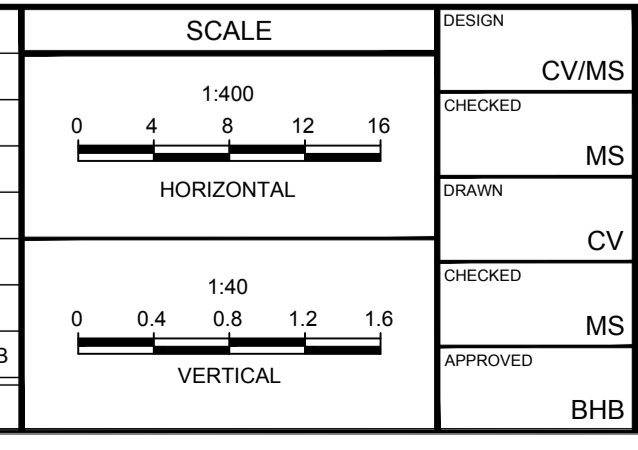 SCALE
1:400
0 4 8 12 16
HORIZONTAL
1:40
0 0.4 0.8 1.2 1.6
VERTICAL
B
DESIGN
CV/MS
CHECKED
MS
DRAWN
CV
CHECKED
MS
APPROVED
BHB